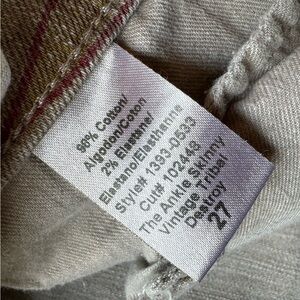 98% Cotton/
Algodon/Coton
2% Elastane/
Elastano/Elasthanne
Style# 1393-0533
Cut# 102448
The Ankle Skinny
Vintage Tribal
Destroy
27